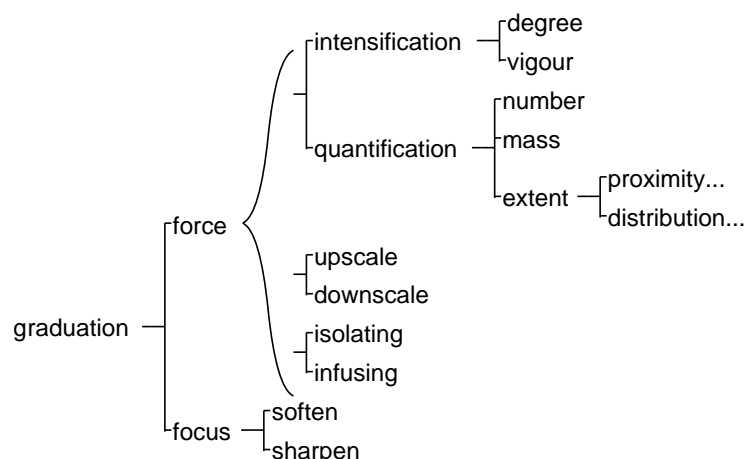 degree
intensification
vigour
number
mass
quantification
proximity...
extent
distribution...
force
upscale
downscale
graduation
isolating
infusing
soften
focus
sharpen